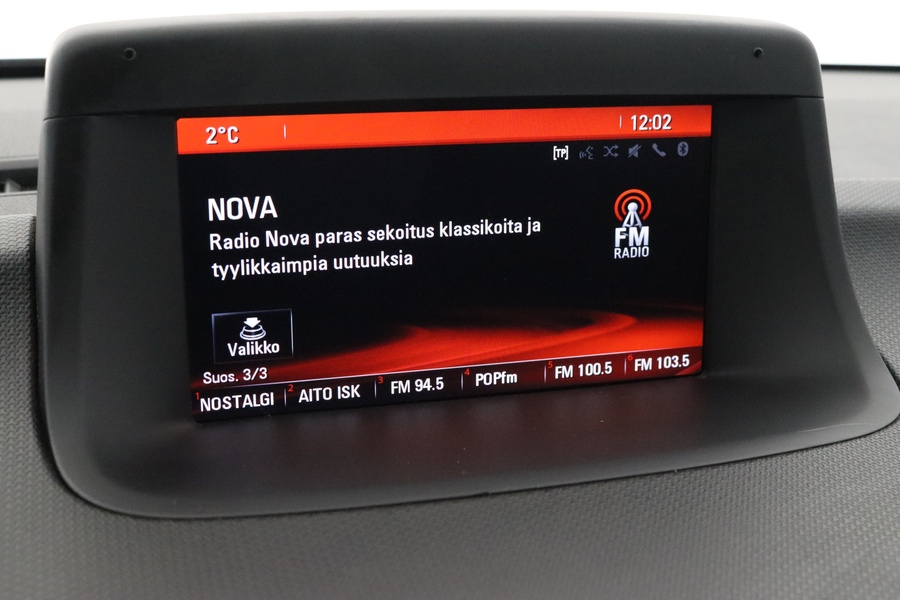 2°C
12:02
[TP]
NOVA
Radio Nova paras sekoitus klassikoita ja
tyylikkaimpia uutuuksia
FM
RADIO
Valikko
Suos. 3/3
1 NOSTALGI
2 AITO ISK
3 FM 94.5
4 POPfm
5 FM 100.5
6 FM 103.5